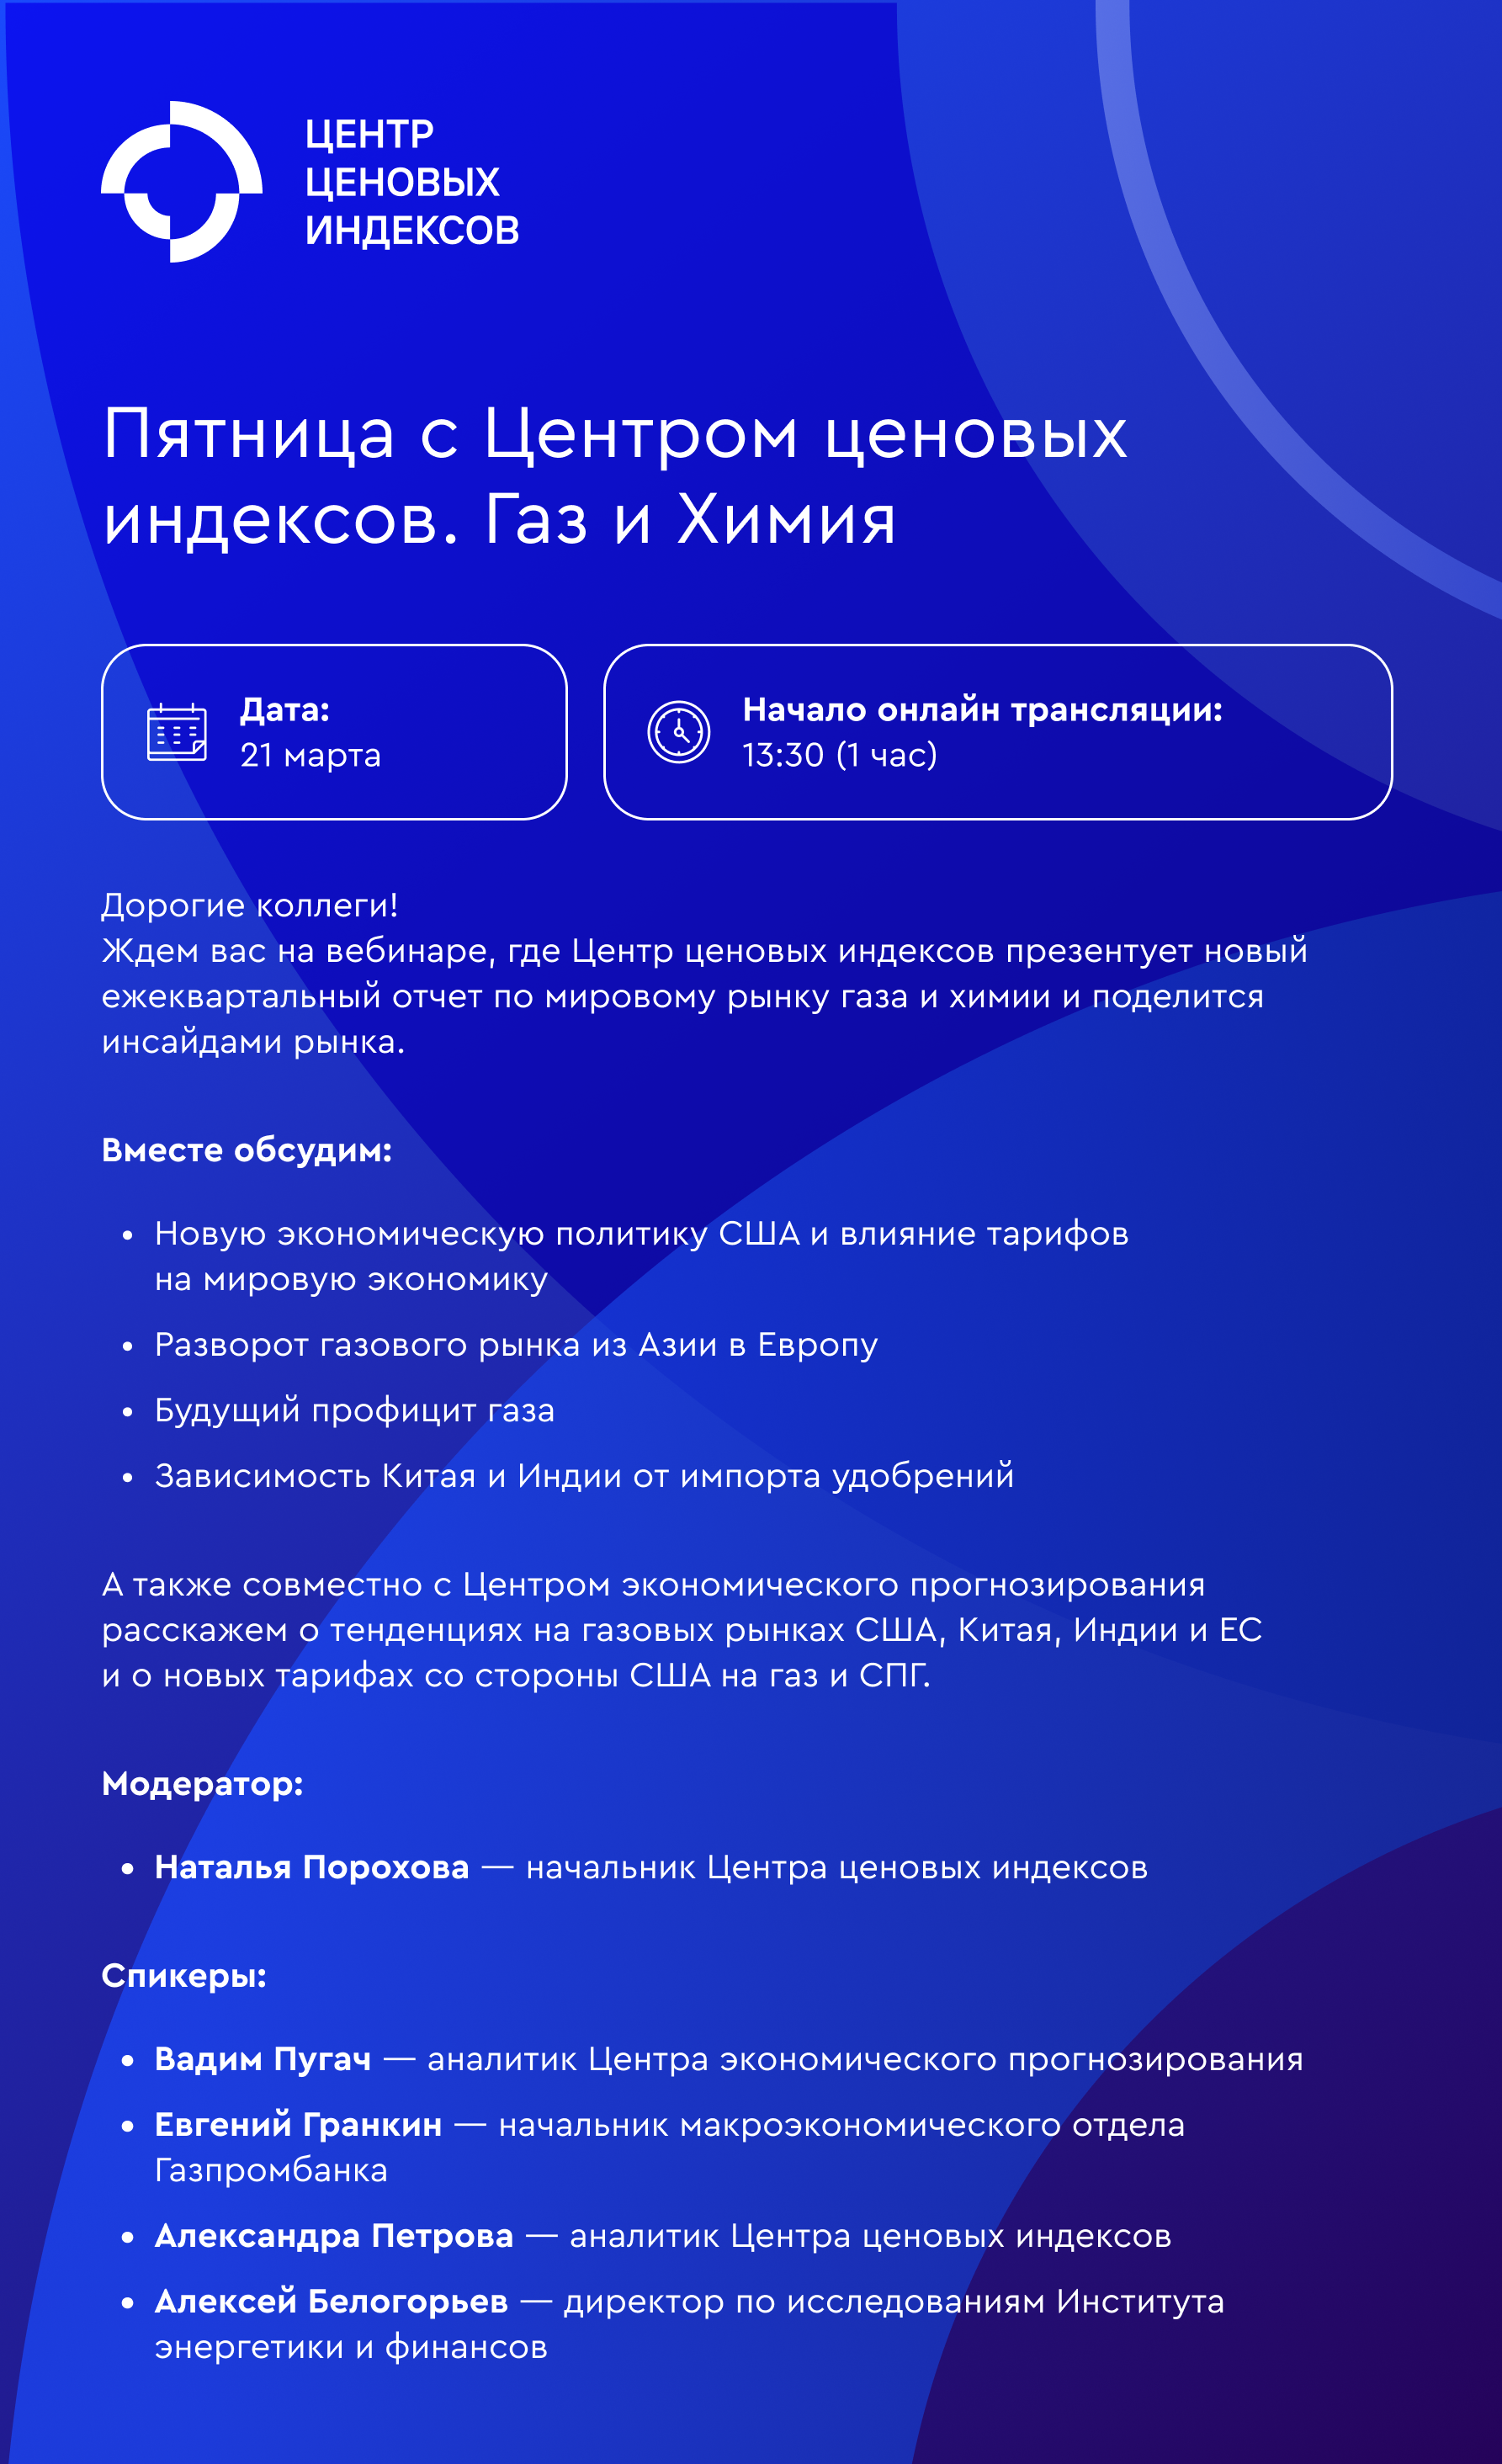 ЦЕНТР
ЦЕНОВЫХ
ИНДЕКСОВ
Пятница с Центром ценовых
индексов. Газ и Химия
Дата:
21 марта
Начало онлайн трансляции:
13:30 (1 час)
Дорогие коллеги!
Ждем вас на вебинаре, где Центр ценовых индексов презентует новый
ежеквартальный отчет по мировому рынку газа и химии и поделится
инсайдами рынка.
Вместе обсудим:
• Новую экономическую политику США и влияние тарифов
на мировую экономику
• Разворот газового рынка из Азии в Европу
• Будущий профицит газа
• Зависимость Китая и Индии от импорта удобрений
А также совместно с Центром экономического прогнозирования
расскажем о тенденциях на газовых рынках США, Китая, Индии и ЕС
и о новых тарифах со стороны США на газ и СПГ.
Модератор:
• Наталья Порохова — начальник Центра ценовых индексов
Спикеры:
• Вадим Пугач — аналитик Центра экономического прогнозирования
• Евгений Гранкин — начальник макроэкономического отдела
Газпромбанка
• Александра Петрова — аналитик Центра ценовых индексов
• Алексей Белогорьев — директор по исследованиям Института
энергетики и финансов